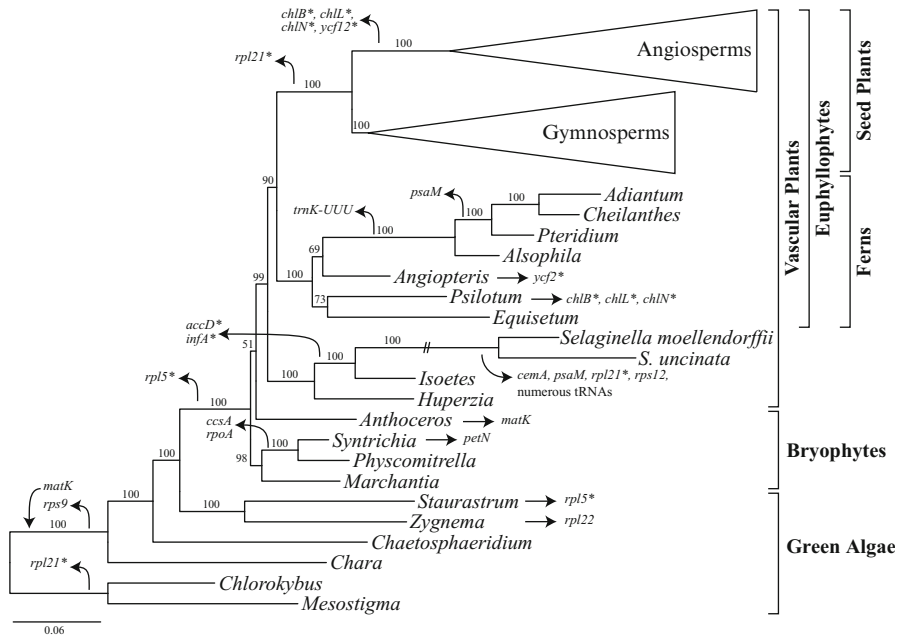 chlB*, chlL*,
chlN*, ycf12*
100
Angiosperms
rpl21*
100
100
Gymnosperms
90
psaM
100
Adiantum
trnK-UUU
100
Cheilanthes
100
Pteridium
69
Alsophila
100
Angiopteris
ycf2*
99
73
Psilotum
chlB*, chlL*, chlN*
Equisetum
accD*
infA*
51
100
Selaginella moellendorffii
100
S. uncinata
100
Isoetes
cemA, psaM, rpl21*, rps12,
numerous tRNAs
rpl5*
Huperzia
100
ccsA
rpoA
Anthoceros
matK
100
Syntrichia
petN
98
Physcomitrella
100
Marchantia
matK
100
Staurastrum
rpl5*
rps9
100
Zygnema
rpl22
100
Chaetosphaeridium
rpl21*
Chara
Chlorokybus
Mesostigma
0.06
Vascular Plants
Euphyllophytes
Seed Plants
Ferns
Bryophytes
Green Algae